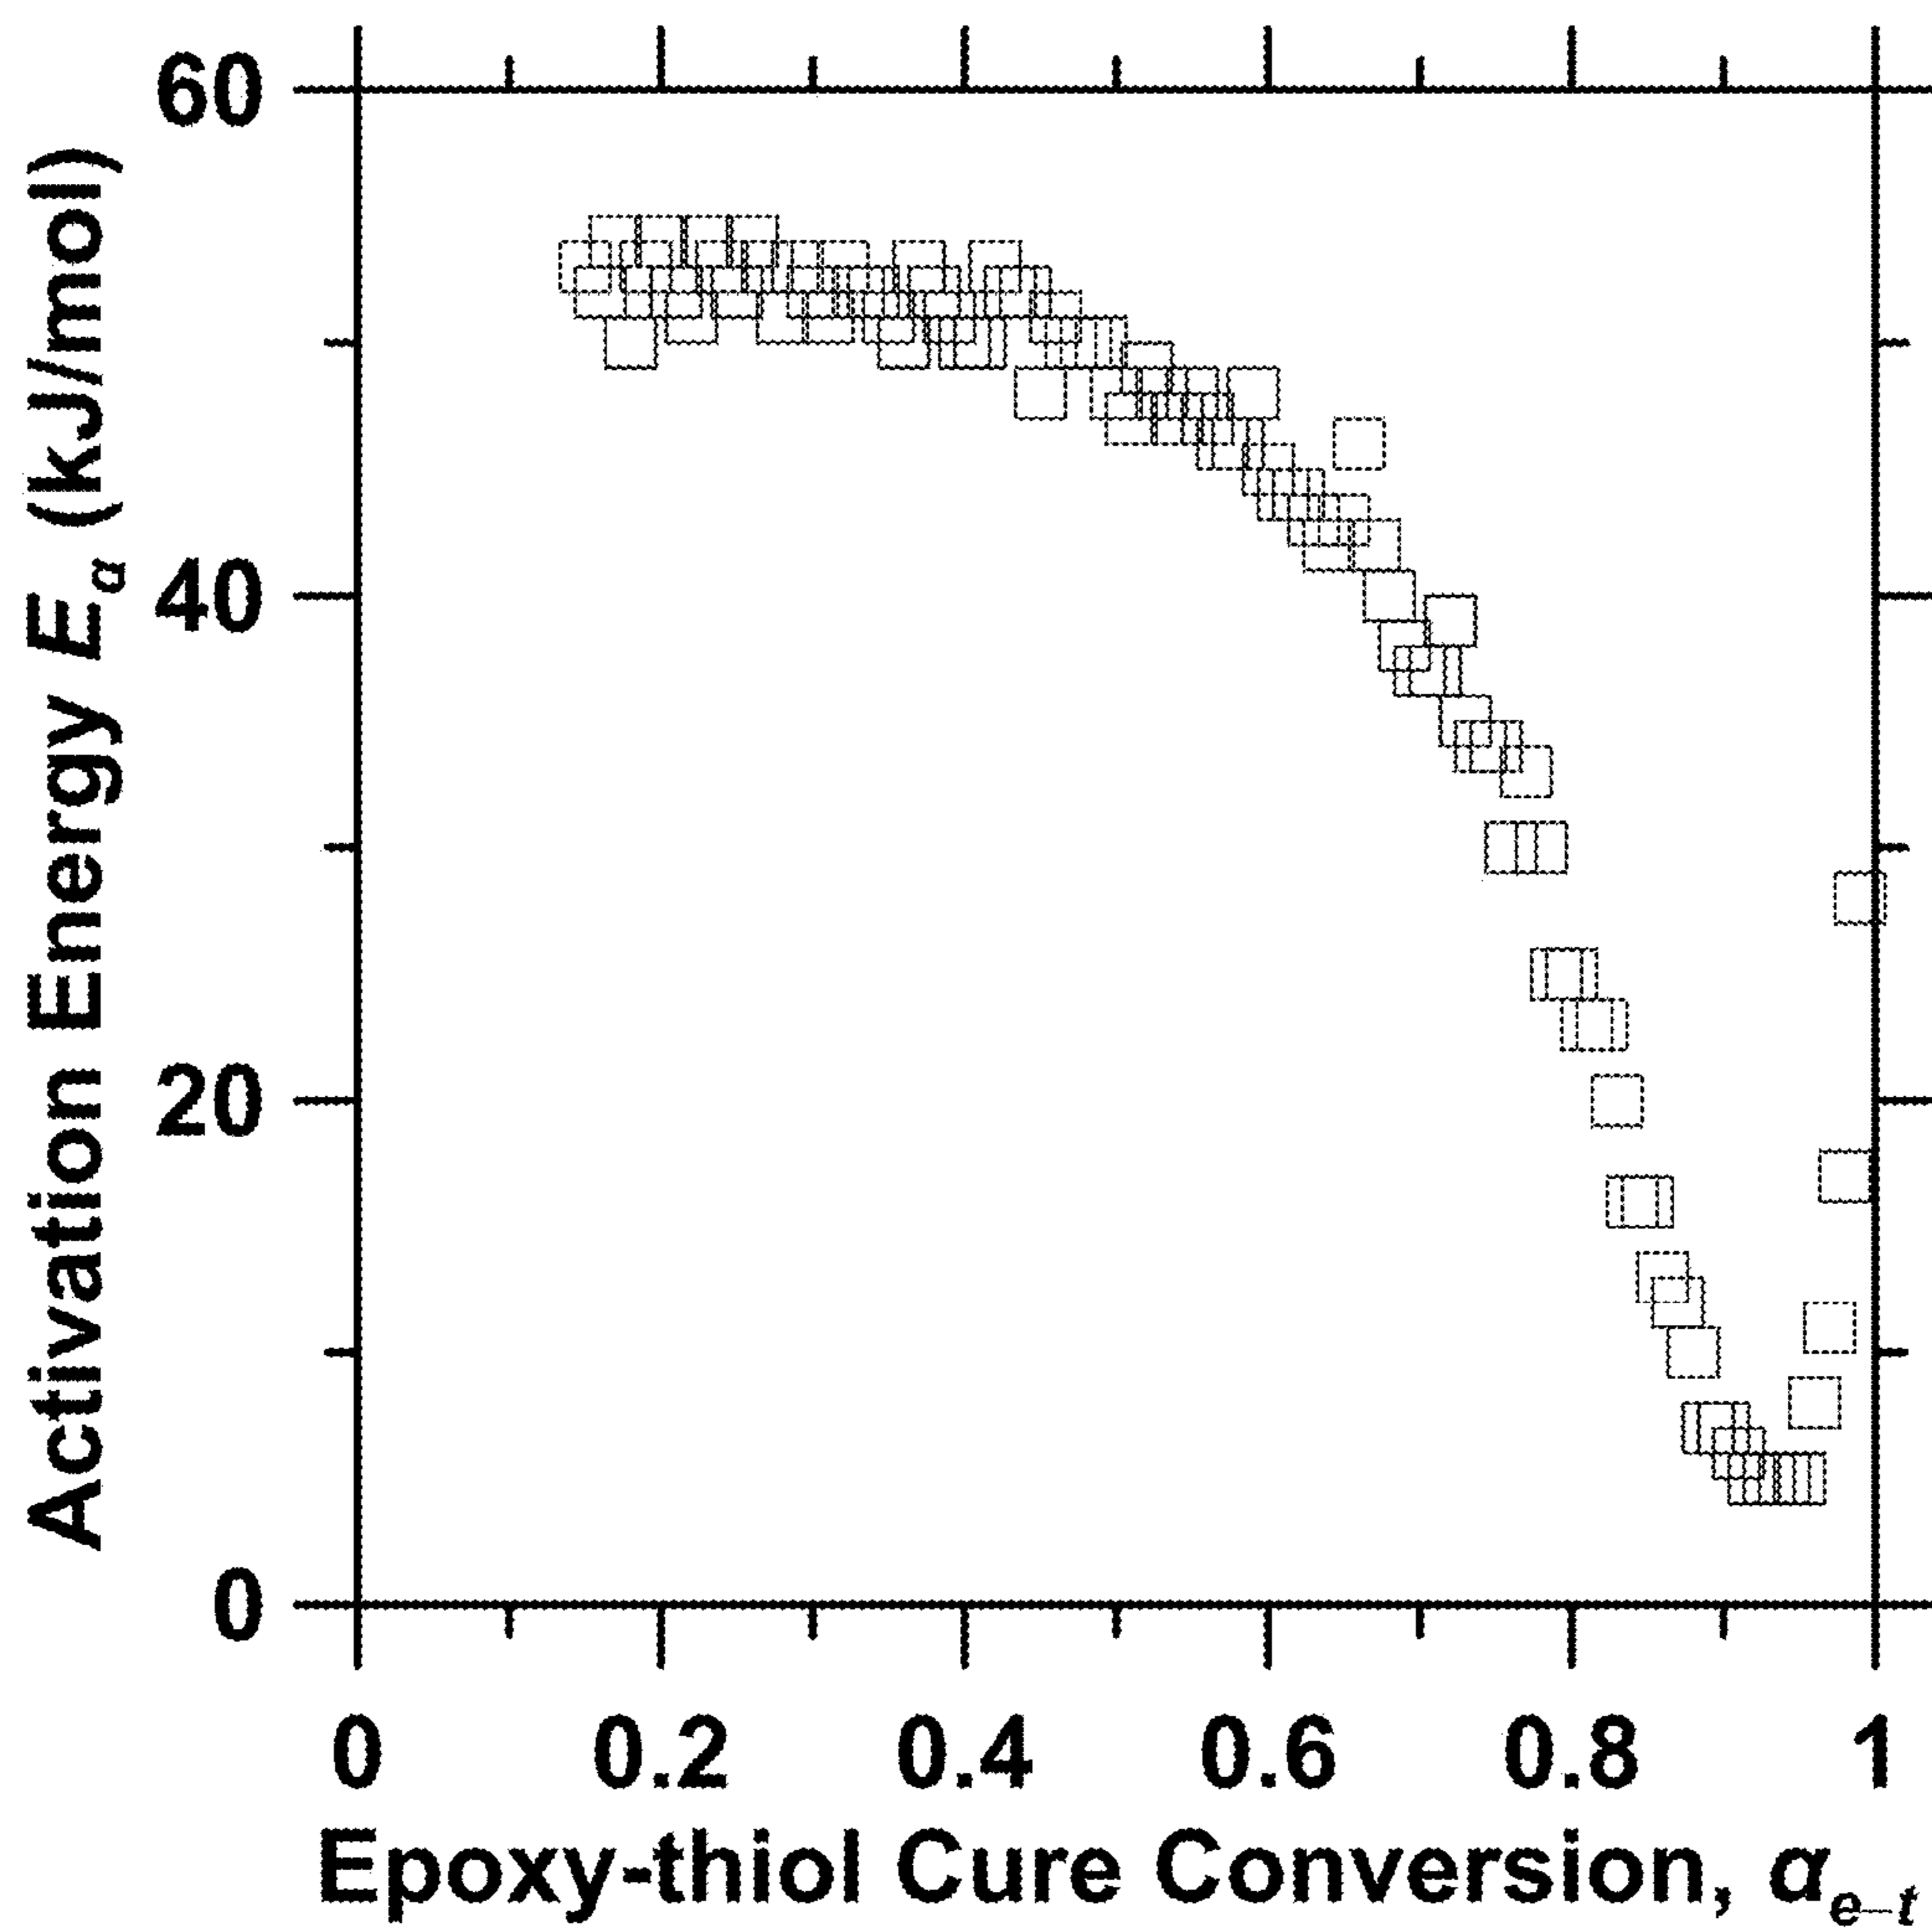 60
40
20
0
Activation Energy Eα (kJ/mol)
0 0.2 0.4 0.6 0.8 1
Epoxy-thiol Cure Conversion, αe–t